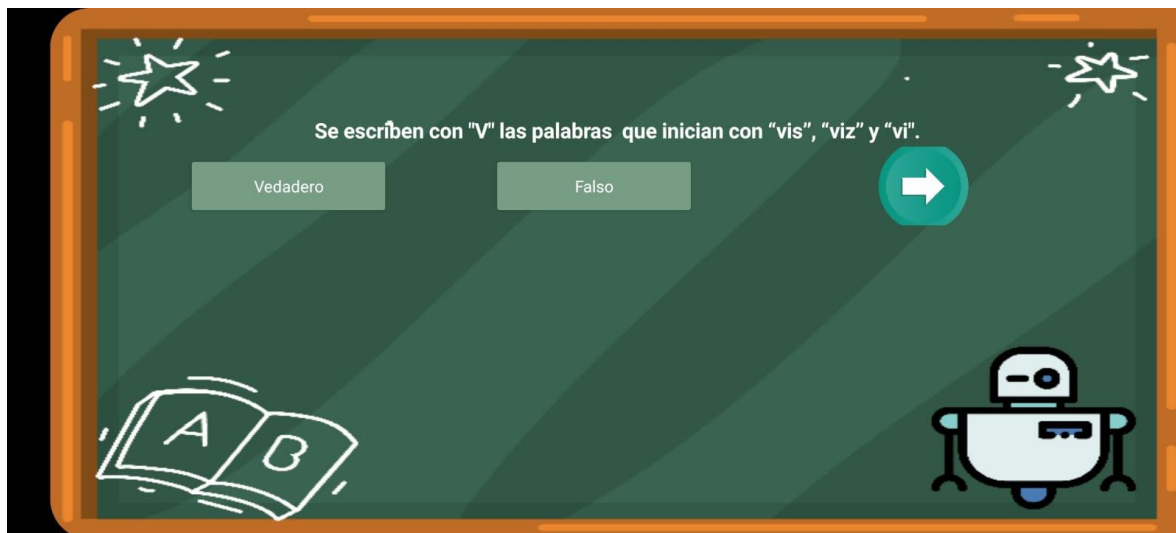 Se escriben con "V" las palabras  que inician con “vis”, “viz” y “vi".
Vedadero
Falso
A
B